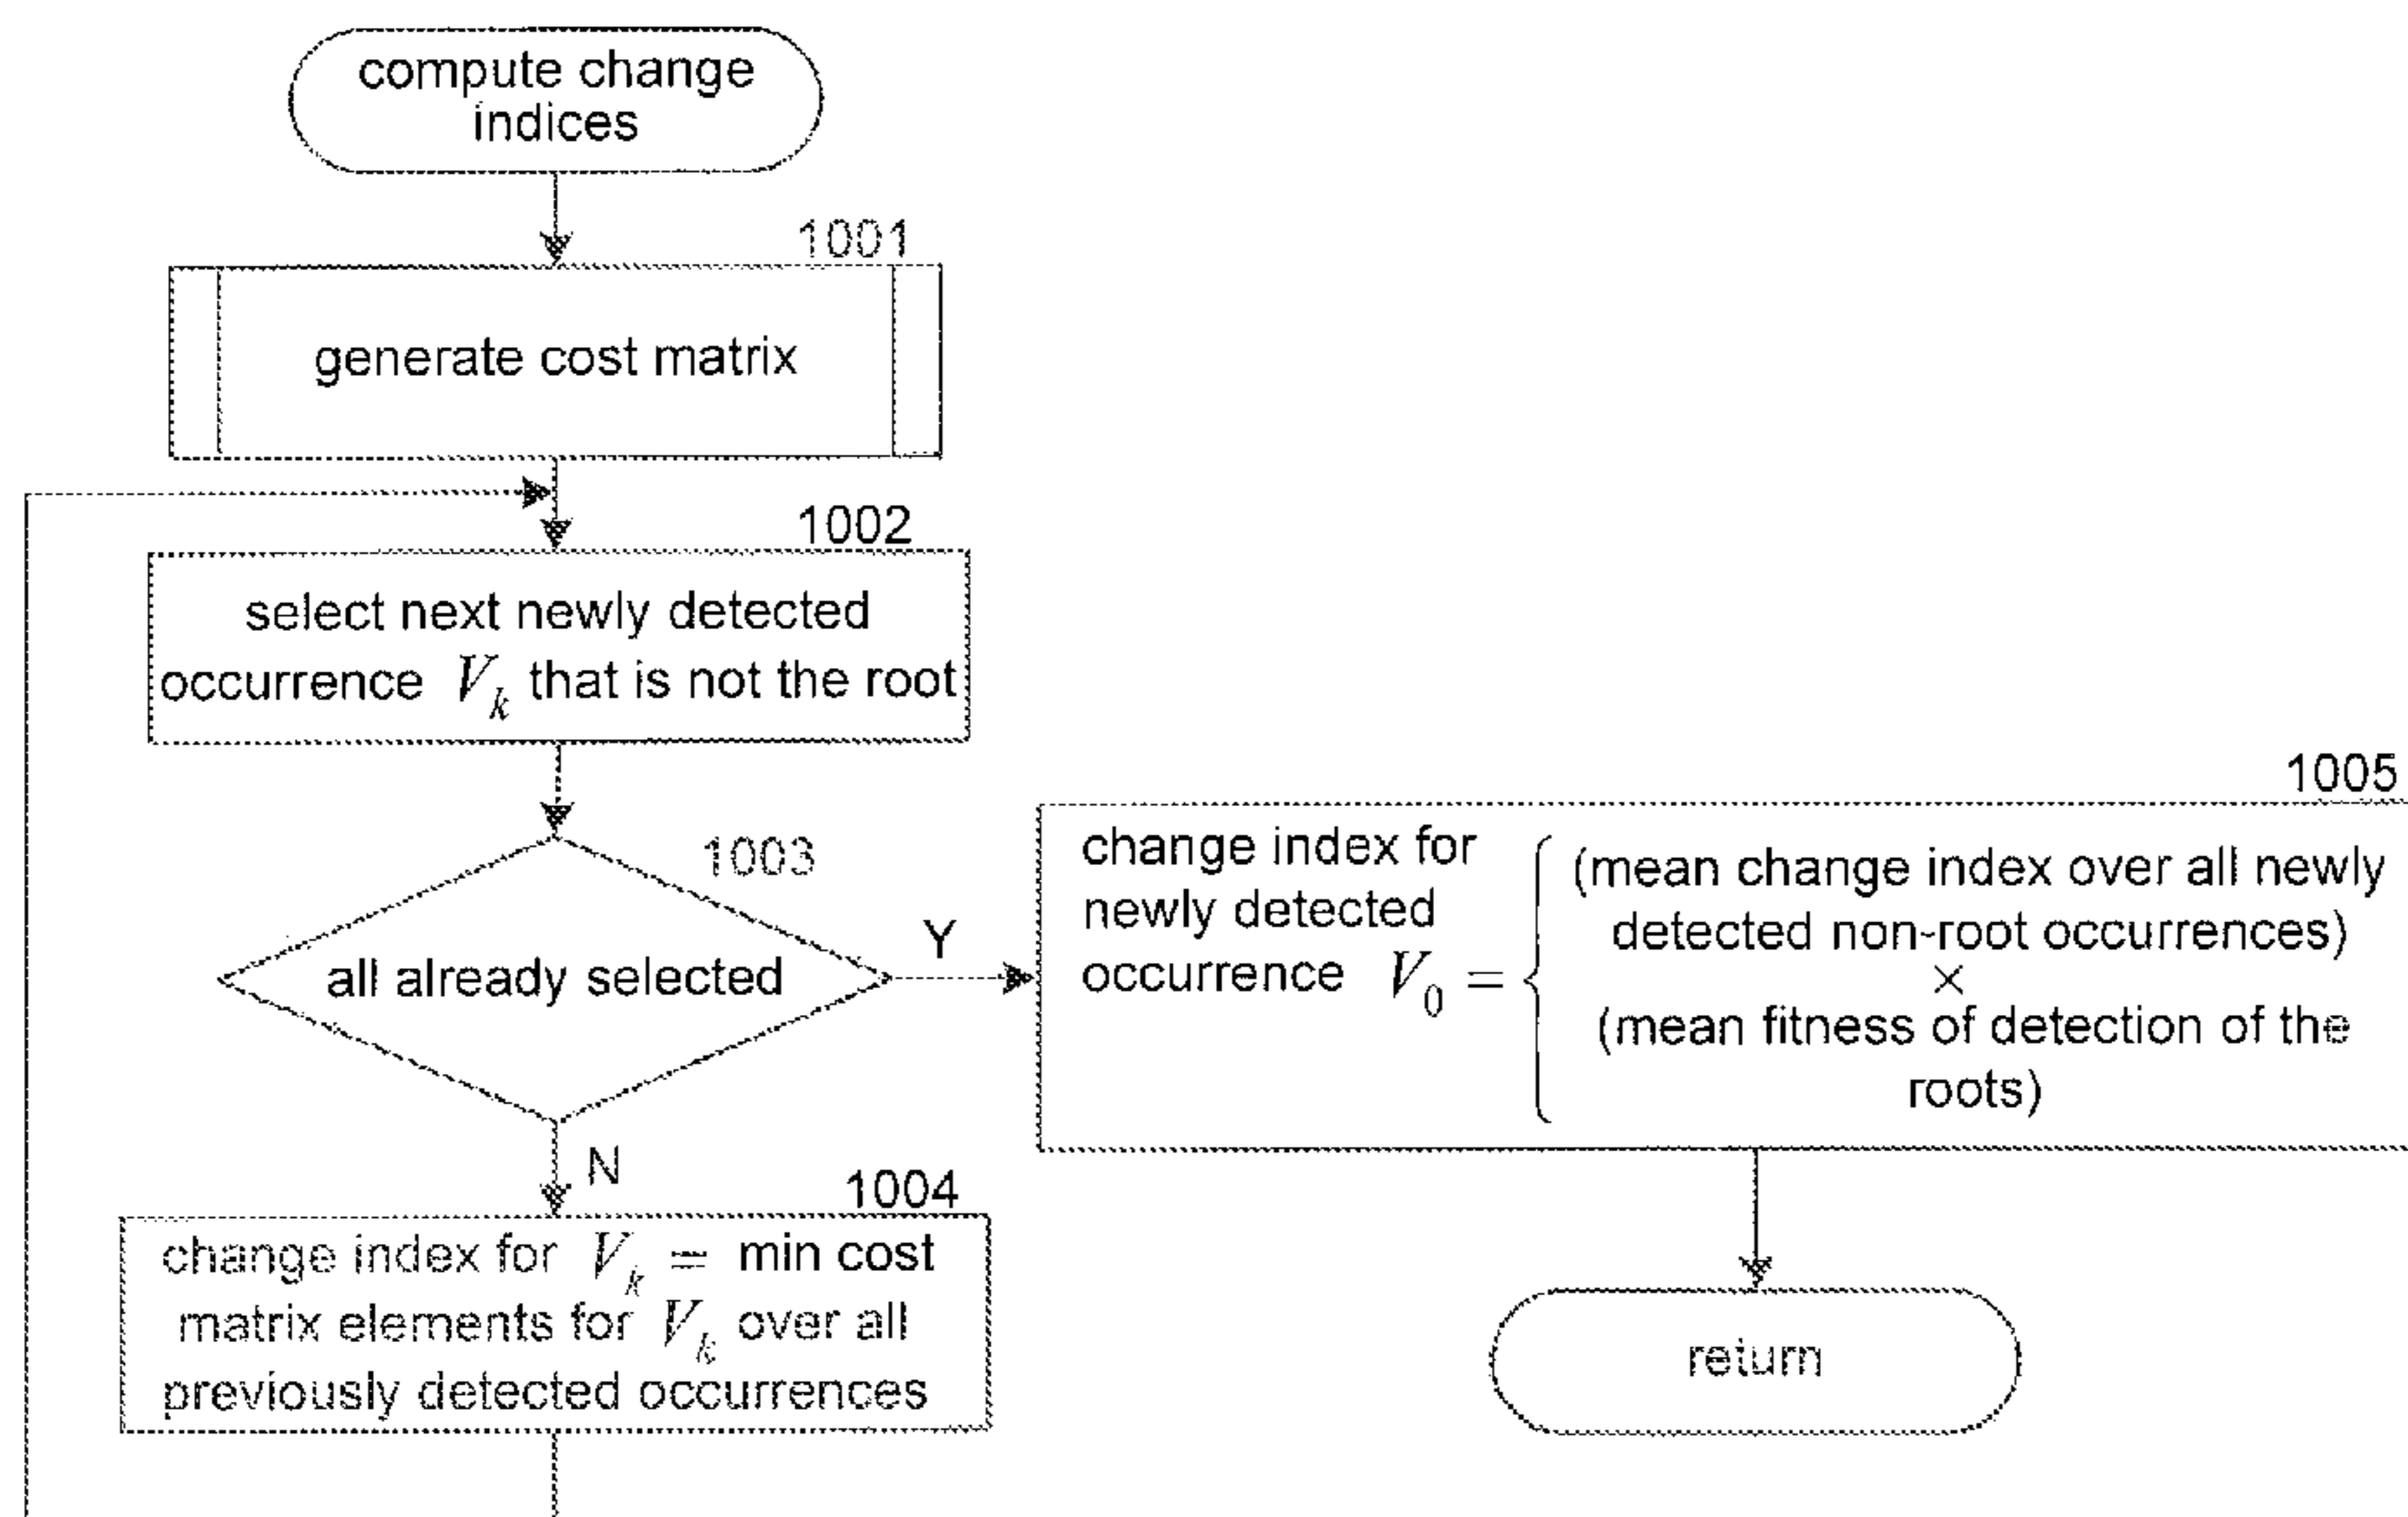 compute change
indices
1001
generate cost matrix
1002
select next newly detected
occurrence V_k that is not the root
1003
all already selected
Y
N
1004
change index for V_k = min cost
matrix elements for V_k over all
previously detected occurrences
1005
change index for
newly detected
occurrence V_0 =
(mean change index over all newly
detected non-root occurrences)
×
(mean fitness of detection of the
roots)
return